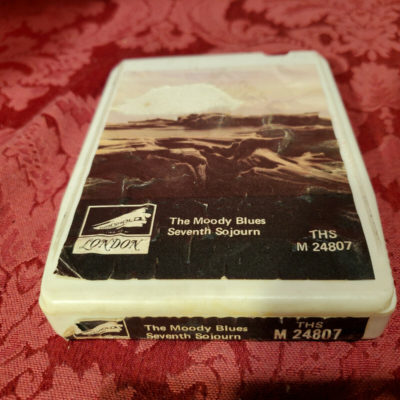 The Moody Blues
Seventh Sojourn
THS
M 24807
LONDON
The Moody Blues
Seventh Sojourn
THS
M 24807